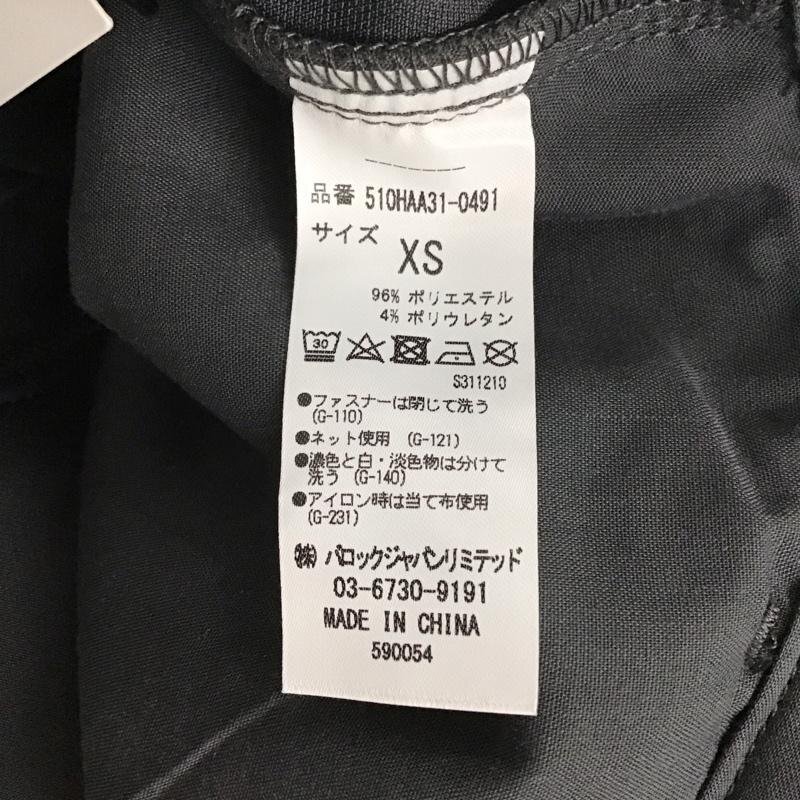 品番 510HAA31-0491
サイズ
XS
96% ポリエステル
4% ポリウレタン
30
S311210
●ファスナーは閉じて洗う
(G-110)
●ネット使用 (G-121)
●濃色と白・淡色物は分けて
洗う (G-140)
●アイロン時は当て布使用
(G-231)
㈱ バロックジャパンリミテッド
03-6730-9191
MADE IN CHINA
590054